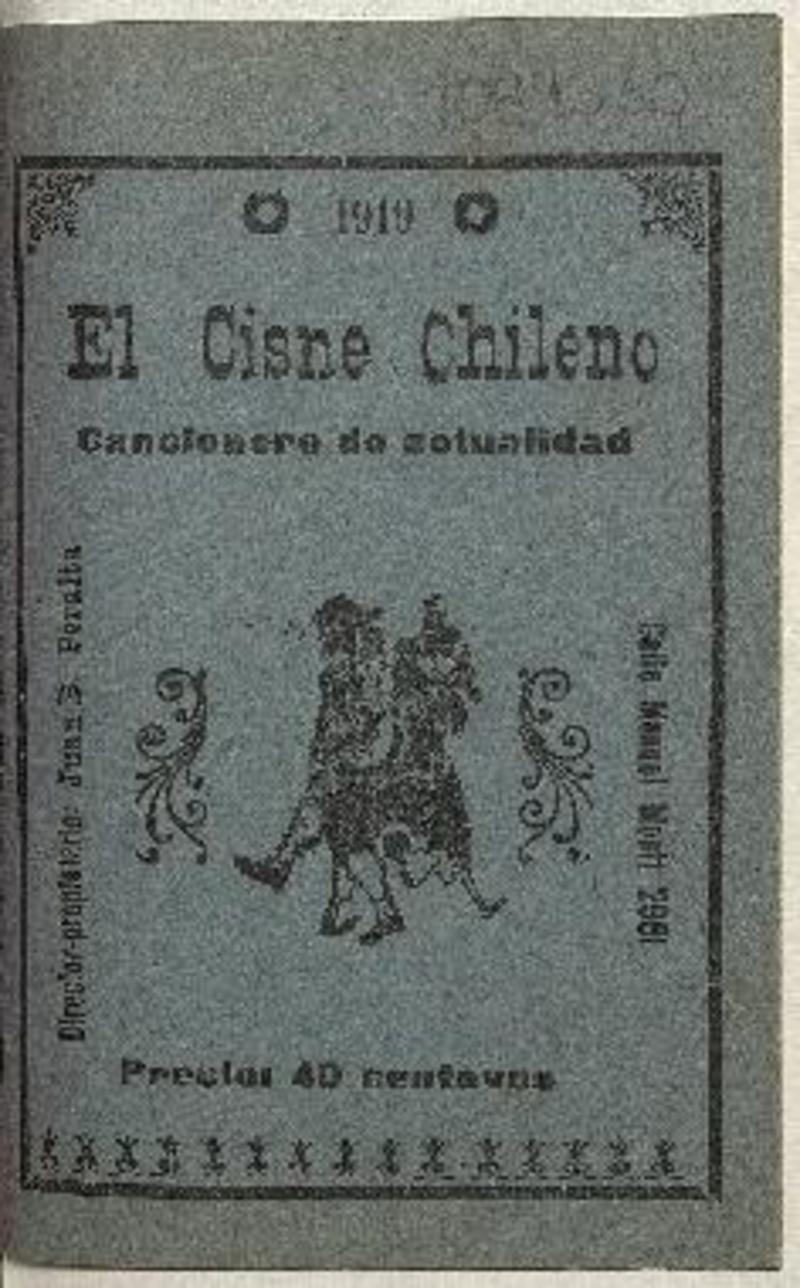 1919
El Cisne Chileno
Cancionero de actualidad
Director-propietario: Juan B. Peralta
Calle Manuel Montt 2981
Precio: 40 centavos